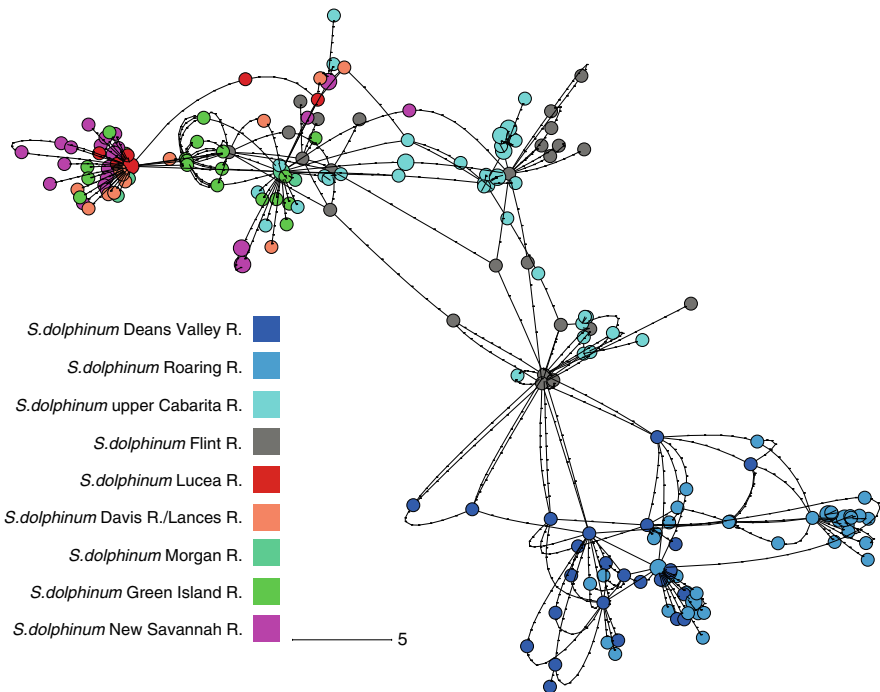 S.dolphinum Deans Valley R.
S.dolphinum Roaring R.
S.dolphinum upper Cabarita R.
S.dolphinum Flint R.
S.dolphinum Lucea R.
S.dolphinum Davis R./Lances R.
S.dolphinum Morgan R.
S.dolphinum Green Island R.
S.dolphinum New Savannah R.
5